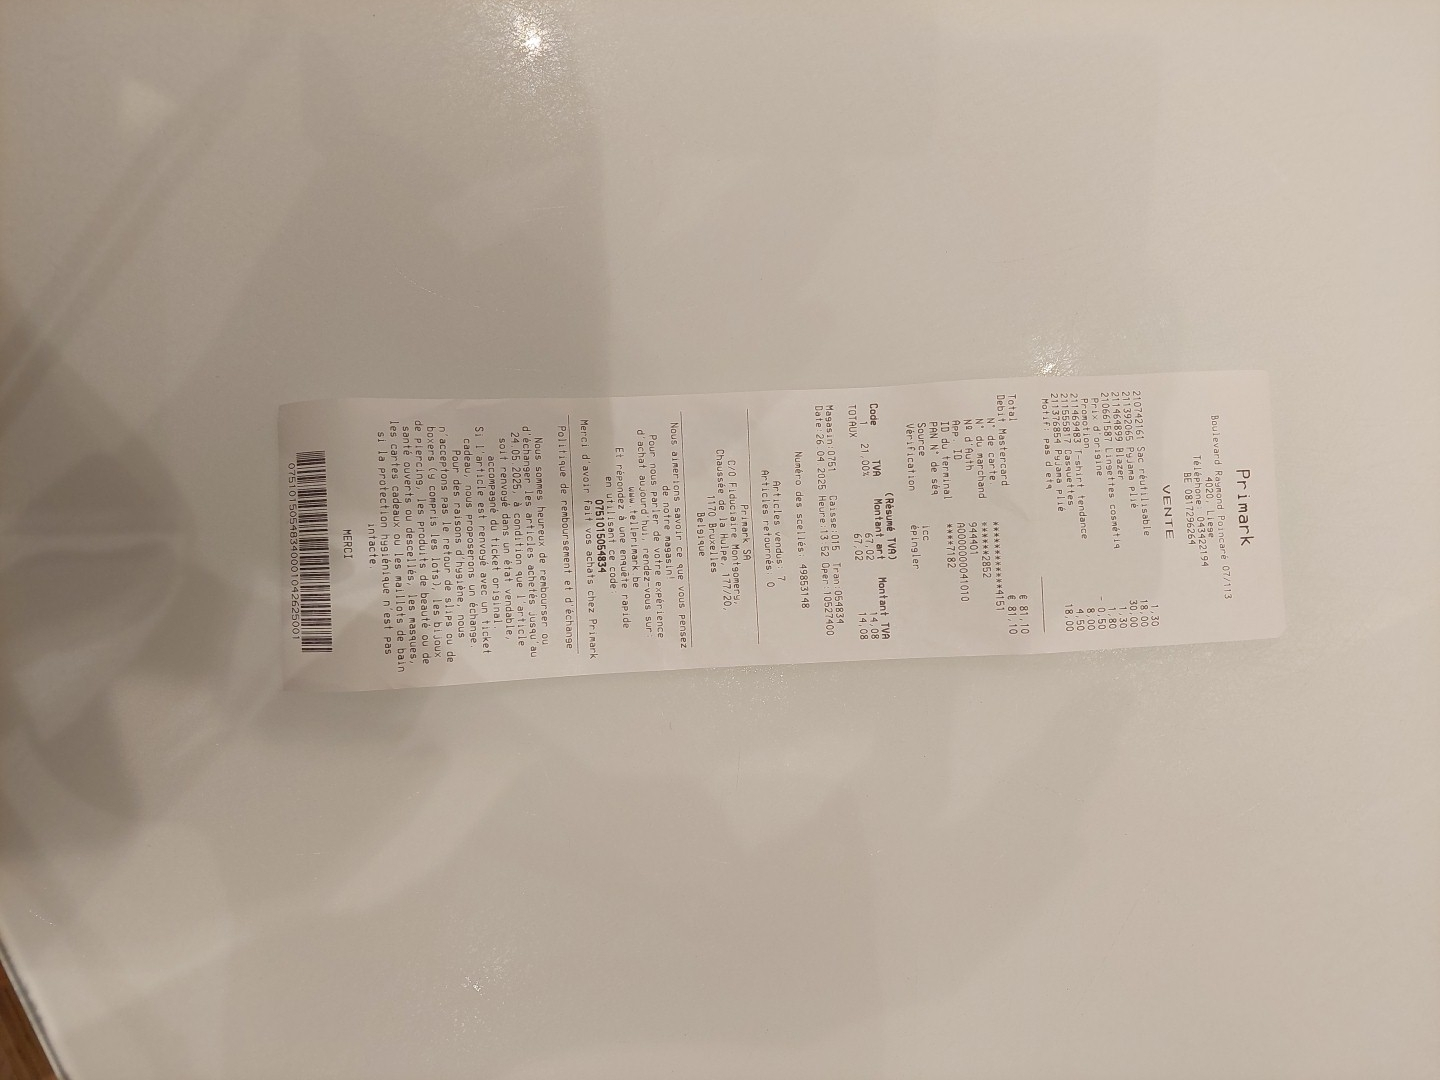 Primark
Boulevard Raymond Poincaré 07/113
4020, Liege
Téléphone: 043422194
BE 0817296264
VENTE
210742161 Sac réutilisable 1,30
211392065 Pyjama plié 18,00
211464899 Blazer 30,00
210661587 Lingettes cosmétiq 1,30
Prix d'origine 1,80
Promotion - 0,50
211469483 T-shirt tendance 8,00
211555817 Casquettes 4,50
211376854 Pyjama plié 18,00
Motif: pas d'etq
Total € 81,10
Debit Mastercard € 81,10
N° de carte ************4151
N° du marchand ******2852
Nº d'Auth 944401
App. ID A0000000041010
ID du terminal ****7182
PAN N° de séq
Source icc
Vérification épingler
(Résumé TVA)
Code TVA Montant ent Montant TVA
1 21,00% 67,02 14,08
TOTAUX 67,02 14,08
Magasin:0751 Caisse:015 Tran:054834
Date:26.04.2025 Heure:13:52 Oper:10527400
Numéro des scellés: 49853148
Articles vendus: 7
Articles retournés: 0
Primark SA
C/O Fiduciaire Montgomery,
Chaussée de la Hulpe, 177/20,
1170 Bruxelles
Belgique
Nous aimerions savoir ce que vous pensez
de notre magasin!
Pour nous parler de votre expérience
d'achat aujourd'hui, rendez-vous sur:
www.tellprimark.be
Et répondez à une enquête rapide
en utilisant ce code:
0751015054834
Merci d'avoir fait vos achats chez Primark
Politique de remboursement et d'échange
Nous sommes heureux de rembourser ou
d'échanger les articles achetés jusqu'au
24.05.2025, à condition que l'article
soit renvoyé dans un état vendable,
accompagné du ticket original.
Si l'article est renvoyé avec un ticket
cadeau, nous proposerons un échange.
Pour des raisons d'hygiène, nous
n'acceptons pas le retour de slips ou de
boxers (y compris les lots), les bijoux
de piercing, les produits de beauté ou de
santé ouverts ou descellés, les masques,
les cartes cadeaux ou les maillots de bain
si la protection hygiénique n'est pas
intacte.
MERCI
07510150548340001042625001